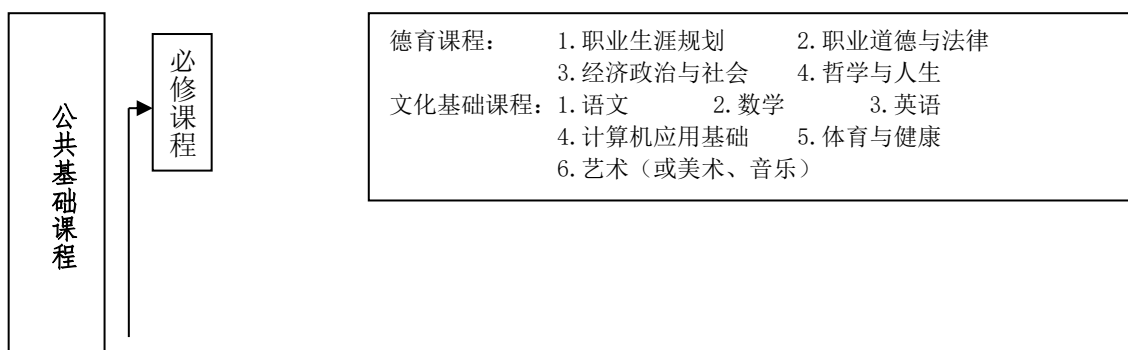 公共基础课程
必修课程
德育课程： 1.职业生涯规划 2.职业道德与法律
3.经济政治与社会 4.哲学与人生
文化基础课程：1.语文 2.数学 3.英语
4.计算机应用基础 5.体育与健康
6.艺术（或美术、音乐）